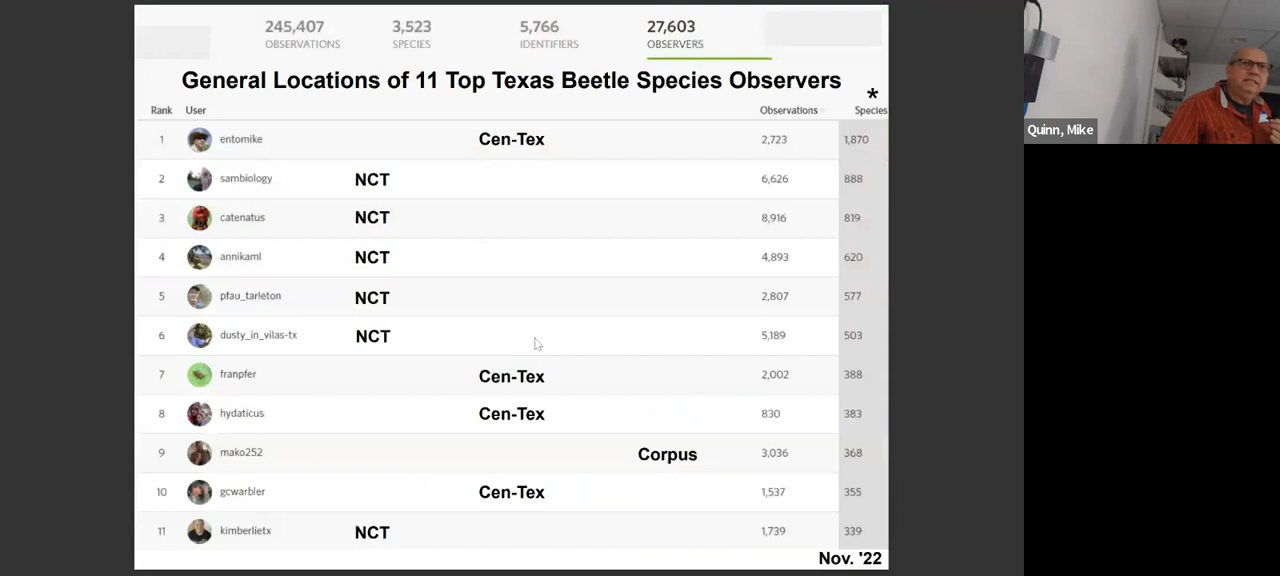 245,407 3,523 5,766 27,603
OBSERVATIONS SPECIES IDENTIFIERS OBSERVERS
General Locations of 11 Top Texas Beetle Species Observers
*
Rank User Observations Species
1 entomike Cen-Tex 2,723 1,870
2 sambiology NCT 6,626 888
3 catenatus NCT 8,916 819
4 annikaml NCT 4,893 620
5 pfau_tarleton NCT 2,807 577
6 dusty_in_vilas-tx NCT 5,189 503
7 franpfer Cen-Tex 2,002 388
8 hydaticus Cen-Tex 830 383
9 mako252 Corpus 3,036 368
10 gcwarbler Cen-Tex 1,537 355
11 kimberlietx NCT 1,739 339
Nov. '22
Quinn, Mike